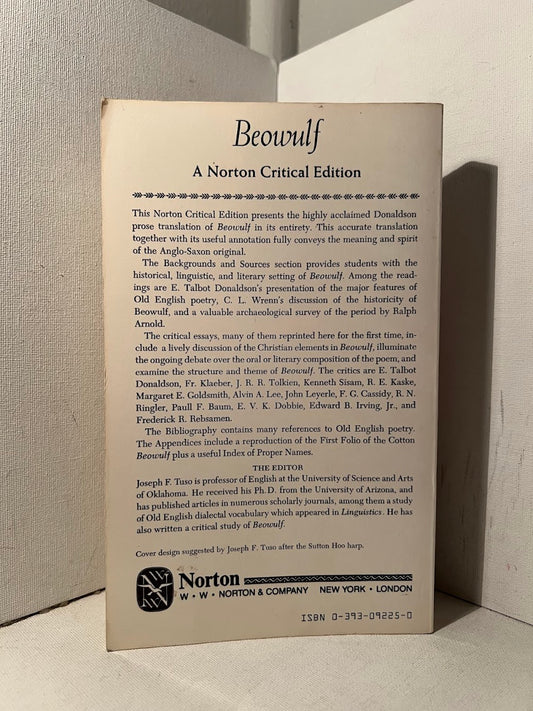 Beowulf
A Norton Critical Edition
This Norton Critical Edition presents the highly acclaimed Donaldson
prose translation of Beowulf in its entirety. This accurate translation
together with its useful annotation fully conveys the meaning and spirit
of the Anglo-Saxon original.
The Backgrounds and Sources section provides students with the
historical, linguistic, and literary setting of Beowulf. Among the read-
ings are E. Talbot Donaldson's presentation of the major features of
Old English poetry, C. L. Wrenn's discussion of the historicity of
Beowulf, and a valuable archaeological survey of the period by Ralph
Arnold.
The critical essays, many of them reprinted here for the first time, in-
clude a lively discussion of the Christian elements in Beowulf, illuminate
the ongoing debate over the oral or literary composition of the poem, and
examine the structure and theme of Beowulf. The critics are E. Talbot
Donaldson, Fr. Klaeber, J. R. R. Tolkien, Kenneth Sisam, R. E. Kaske,
Margaret E. Goldsmith, Alvin A. Lee, John Leyerle, F. G. Cassidy, R. N.
Ringler, Paull F. Baum, E. V. K. Dobbie, Edward B. Irving, Jr., and
Frederick R. Rebsamen.
The Bibliography contains many references to Old English poetry.
The Appendices include a reproduction of the First Folio of the Cotton
Beowulf plus a useful Index of Proper Names.
THE EDITOR
Joseph F. Tuso is professor of English at the University of Science and Arts
of Oklahoma. He received his Ph.D. from the University of Arizona, and
has published articles in numerous scholarly journals, among them a study
of Old English dialectal vocabulary which appeared in Linguistics. He has
also written a critical study of Beowulf.
Cover design suggested by Joseph F. Tuso after the Sutton Hoo harp.
Norton
W • W • NORTON & COMPANY NEW YORK • LONDON
ISBN 0-393-09225-0